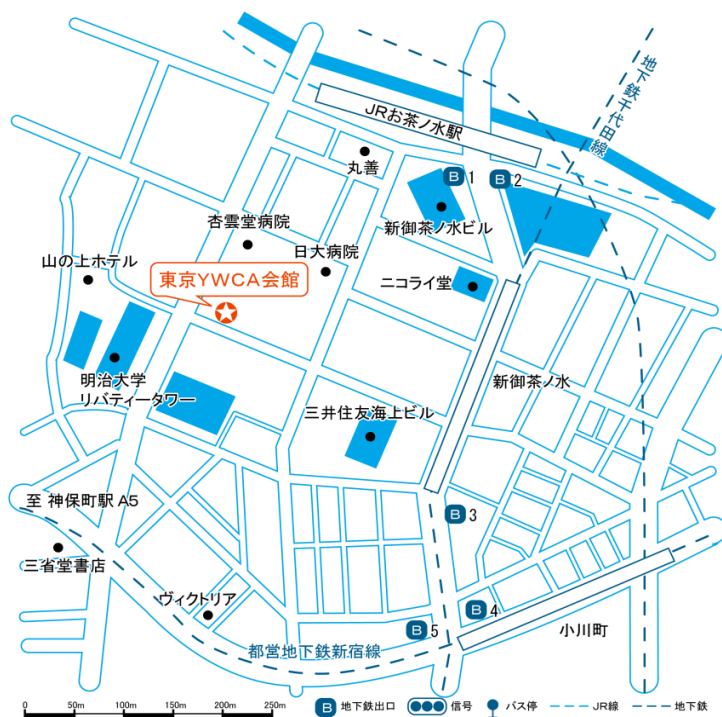 地下鉄千代田線
JRお茶ノ水駅
丸善
B1
B2
新御茶ノ水ビル
杏雲堂病院
日大病院
山の上ホテル
東京YWCA会館
ニコライ堂
明治大学
リバティータワー
新御茶ノ水
三井住友海上ビル
至 神保町駅 A5
B3
三省堂書店
ヴィクトリア
B4
B5
小川町
都営地下鉄新宿線
0 50m 100m 150m 200m 250m
B 地下鉄出口 信号 バス停 JR線 地下鉄